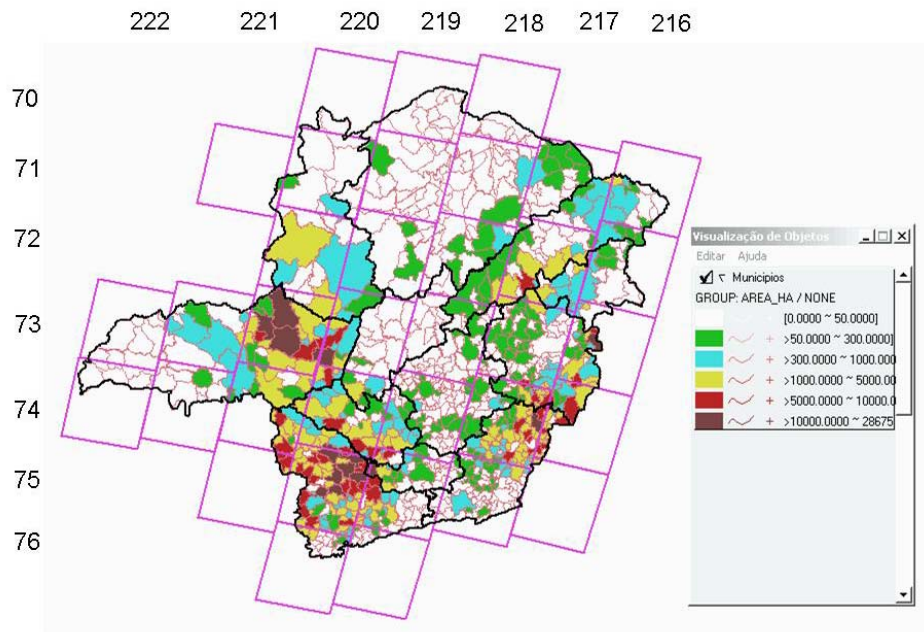 222 221 220 219 218 217 216
70
71
72
73
74
75
76
Visualização de Objetos
Editar Ajuda
Municipios
GROUP: AREA_HA / NONE
[0.0000 ~ 50.0000]
>50.0000 ~ 300.0000]
>300.0000 ~ 1000.000
>1000.0000 ~ 5000.00
>5000.0000 ~ 10000.0
>10000.0000 ~ 28675